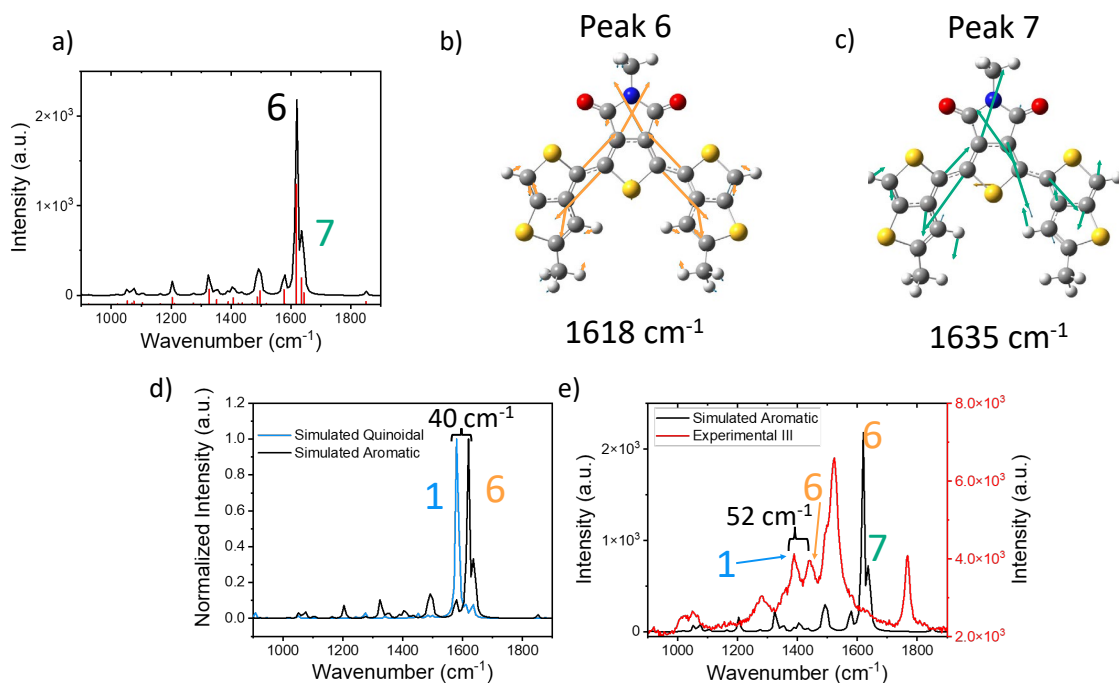 a)
Intensity (a.u.)
2×10³
1×10³
0
6
7
1000 1200 1400 1600 1800
Wavenumber (cm⁻¹)
b)
Peak 6
1618 cm⁻¹
c)
Peak 7
1635 cm⁻¹
d)
Normalized Intensity (a.u.)
1.2
1.0
0.8
0.6
0.4
0.2
0.0
40 cm⁻¹
Simulated Quinoidal
Simulated Aromatic
1
6
1000 1200 1400 1600 1800
Wavenumber (cm⁻¹)
e)
Intensity (a.u.)
2×10³
1×10³
0
Simulated Aromatic
Experimental III
6
6
52 cm⁻¹
1
7
8.0×10³
6.0×10³
4.0×10³
2.0×10³
Intensity (a.u.)
1000 1200 1400 1600 1800
Wavenumber (cm⁻¹)